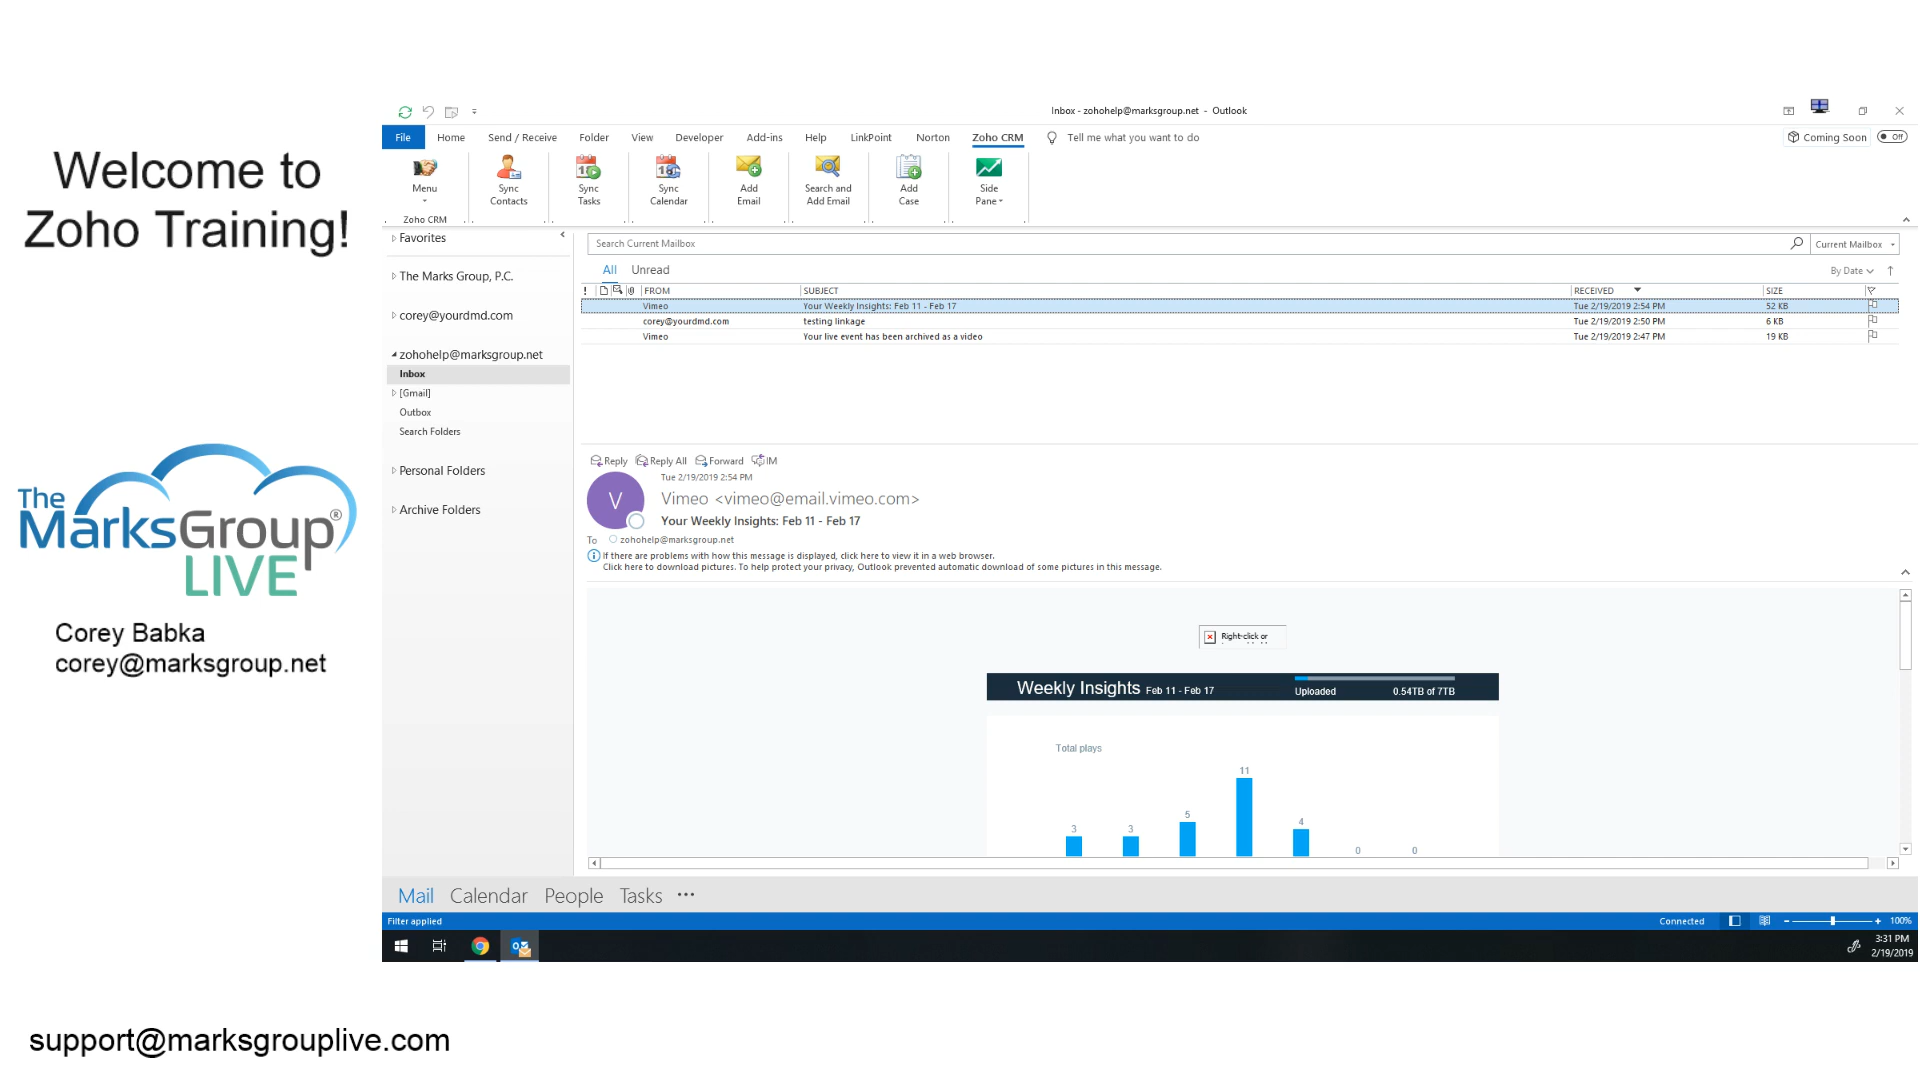 Welcome to
Zoho Training!
The
MarksGroup®
LIVE
Corey Babka
corey@marksgroup.net
support@marksgrouplive.com
Inbox - zohohelp@marksgroup.net - Outlook
File Home Send / Receive Folder View Developer Add-ins Help LinkPoint Norton Zoho CRM Tell me what you want to do Coming Soon Off
Menu
Sync Contacts
Sync Tasks
Sync Calendar
Add Email
Search and Add Email
Add Case
Side Pane
Zoho CRM
Favorites
The Marks Group, P.C.
corey@yourdmd.com
zohohelp@marksgroup.net
Inbox
[Gmail]
Outbox
Search Folders
Personal Folders
Archive Folders
Search Current Mailbox Current Mailbox
All Unread By Date
! FROM SUBJECT RECEIVED SIZE
Vimeo Your Weekly Insights: Feb 11 - Feb 17 Tue 2/19/2019 2:54 PM 52 KB
corey@yourdmd.com testing linkage Tue 2/19/2019 2:50 PM 6 KB
Vimeo Your live event has been archived as a video Tue 2/19/2019 2:47 PM 19 KB
Reply Reply All Forward IM
Tue 2/19/2019 2:54 PM
V
Vimeo <vimeo@email.vimeo.com>
Your Weekly Insights: Feb 11 - Feb 17
To zohohelp@marksgroup.net
If there are problems with how this message is displayed, click here to view it in a web browser.
Click here to download pictures. To help protect your privacy, Outlook prevented automatic download of some pictures in this message.
Right-click or
Weekly Insights Feb 11 - Feb 17 Uploaded 0.54TB of 7TB
Total plays
3 3 5 11 4 0 0
Mail Calendar People Tasks ...
Filter applied Connected 100%
3:31 PM
2/19/2019